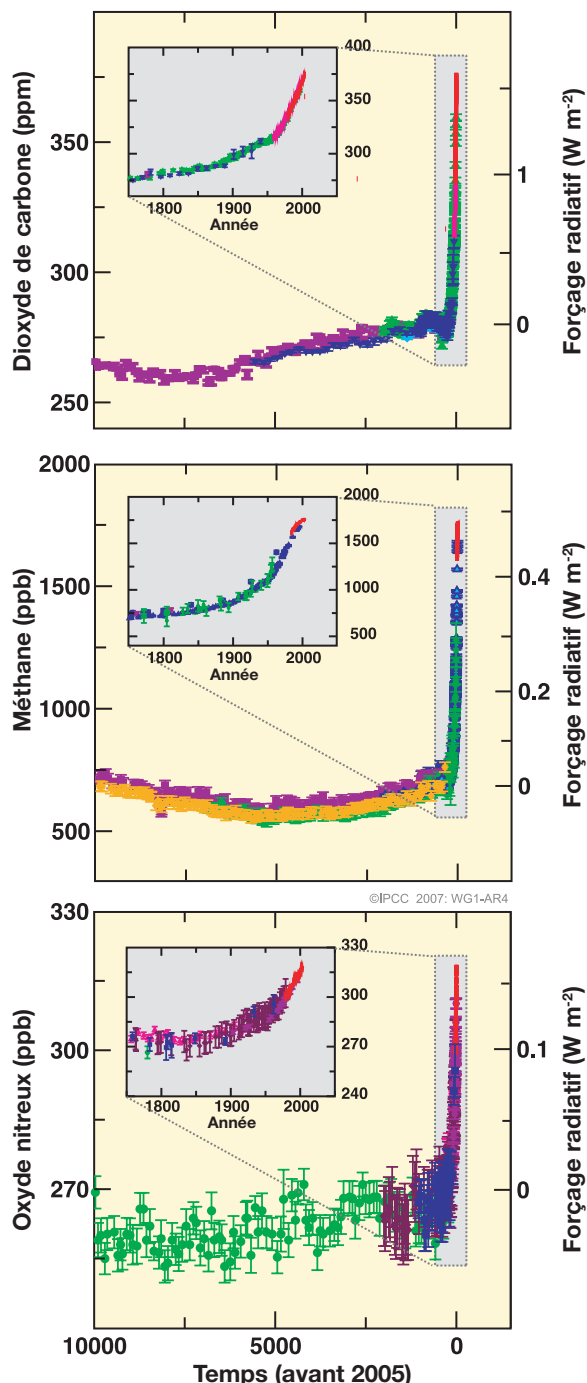 Dioxyde de carbone (ppm)
350
300
250
400
350
300
1800 1900 2000
Année
1
0
Forçage radiatif (W m-2)
Méthane (ppb)
2000
1500
1000
500
2000
1500
1000
500
1800 1900 2000
Année
0.4
0.2
0
Forçage radiatif (W m-2)
©IPCC 2007: WG1-AR4
Oxyde nitreux (ppb)
330
300
270
330
300
270
240
1800 1900 2000
Année
0.1
0
Forçage radiatif (W m-2)
10000 5000 0
Temps (avant 2005)